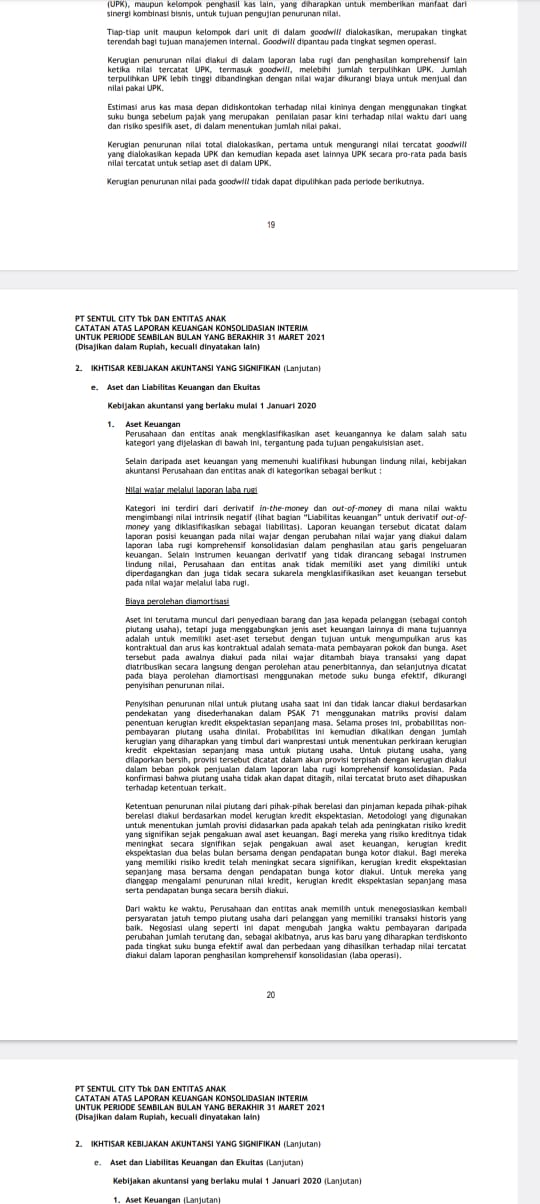 (UPK), maupun kelompok penghasil kas lain, yang diharapkan untuk memberikan manfaat dari
sinergi kombinasi bisnis, untuk tujuan pengujian penurunan nilai.
Tiap-tiap unit maupun kelompok dari unit di dalam goodwill dialokasikan, merupakan tingkat
terendah bagi tujuan manajemen internal. Goodwill dipantau pada tingkat segmen operasi.
Kerugian penurunan nilai diakui di dalam laporan laba rugi dan penghasilan komprehensif lain
ketika nilai tercatat UPK, termasuk goodwill, melebihi jumlah terpulihkan UPK. Jumlah
terpulihkan UPK lebih tinggi dibandingkan dengan nilai wajar dikurangi biaya untuk menjual dan
nilai pakai UPK.
Estimasi arus kas masa depan didiskontokan terhadap nilai kininya dengan menggunakan tingkat
suku bunga sebelum pajak yang merupakan penilaian pasar kini terhadap nilai waktu dari uang
dan risiko spesifik aset, di dalam menentukan jumlah nilai pakai.
Kerugian penurunan nilai total dialokasikan, pertama untuk mengurangi nilai tercatat goodwill
yang dialokasikan kepada UPK dan kemudian kepada aset lainnya UPK secara pro-rata pada basis
nilai tercatat untuk setiap aset di dalam UPK.
Kerugian penurunan nilai pada goodwill tidak dapat dipulihkan pada periode berikutnya.
19
PT SENTUL CITY Tbk DAN ENTITAS ANAK
CATATAN ATAS LAPORAN KEUANGAN KONSOLIDASIAN INTERIM
UNTUK PERIODE SEMBILAN BULAN YANG BERAKHIR 31 MARET 2021
(Disajikan dalam Rupiah, kecuali dinyatakan lain)
2. IKHTISAR KEBIJAKAN AKUNTANSI YANG SIGNIFIKAN (Lanjutan)
e. Aset dan Liabilitas Keuangan dan Ekuitas
Kebijakan akuntansi yang berlaku mulai 1 Januari 2020
1. Aset Keuangan
Perusahaan dan entitas anak mengklasifikasikan aset keuangannya ke dalam salah satu
kategori yang dijelaskan di bawah ini, tergantung pada tujuan pengakuisisian aset.
Selain daripada aset keuangan yang memenuhi kualifikasi hubungan lindung nilai, kebijakan
akuntansi Perusahaan dan entitas anak di kategorikan sebagai berikut :
Nilai wajar melalui laporan laba rugi
Kategori ini terdiri dari derivatif in-the-money dan out-of-money di mana nilai waktu
mengimbangi nilai intrinsik negatif (lihat bagian "Liabilitas keuangan" untuk derivatif out-of-
money yang diklasifikasikan sebagai liabilitas). Laporan keuangan tersebut dicatat dalam
laporan posisi keuangan pada nilai wajar dengan perubahan nilai wajar yang diakui dalam
laporan laba rugi komprehensif konsolidasian dalam penghasilan atau garis pengeluaran
keuangan. Selain instrumen keuangan derivatif yang tidak dirancang sebagai instrumen
lindung nilai, Perusahaan dan entitas anak tidak memiliki aset yang dimiliki untuk
diperdagangkan dan juga tidak secara sukarela mengklasifikasikan aset keuangan tersebut
pada nilai wajar melalui laba rugi.
Biaya perolehan diamortisasi
Aset ini terutama muncul dari penyediaan barang dan jasa kepada pelanggan (sebagai contoh
piutang usaha), tetapi juga menggabungkan jenis aset keuangan lainnya di mana tujuannya
adalah untuk memiliki aset-aset tersebut dengan tujuan untuk mengumpulkan arus kas
kontraktual dan arus kas kontraktual adalah semata-mata pembayaran pokok dan bunga. Aset
tersebut pada awalnya diakui pada nilai wajar ditambah biaya transaksi yang dapat
diatribusikan secara langsung dengan perolehan atau penerbitannya, dan selanjutnya dicatat
pada biaya perolehan diamortisasi menggunakan metode suku bunga efektif, dikurangi
penyisihan penurunan nilai.
Penyisihan penurunan nilai untuk piutang usaha saat ini dan tidak lancar diakui berdasarkan
pendekatan yang disederhanakan dalam PSAK 71 menggunakan matriks provisi dalam
penentuan kerugian kredit ekspektasian sepanjang masa. Selama proses ini, probabilitas non-
pembayaran piutang usaha dinilai. Probabilitas ini kemudian dikalikan dengan jumlah
kerugian yang diharapkan yang timbul dari wanprestasi untuk menentukan perkiraan kerugian
kredit ekpektasian sepanjang masa untuk piutang usaha. Untuk piutang usaha, yang
dilaporkan bersih, provisi tersebut dicatat dalam akun provisi terpisah dengan kerugian diakui
dalam beban pokok penjualan dalam laporan laba rugi komprehensif konsolidasian. Pada
konfirmasi bahwa piutang usaha tidak akan dapat ditagih, nilai tercatat bruto aset dihapuskan
terhadap ketentuan terkait.
Ketentuan penurunan nilai piutang dari pihak-pihak berelasi dan pinjaman kepada pihak-pihak
berelasi diakui berdasarkan model kerugian kredit ekspektasian. Metodologi yang digunakan
untuk menentukan jumlah provisi didasarkan pada apakah telah ada peningkatan risiko kredit
yang signifikan sejak pengakuan awal aset keuangan. Bagi mereka yang risiko kreditnya tidak
meningkat secara signifikan sejak pengakuan awal aset keuangan, kerugian kredit
ekspektasian dua belas bulan bersama dengan pendapatan bunga kotor diakui. Bagi mereka
yang memiliki risiko kredit telah meningkat secara signifikan, kerugian kredit ekspektasian
sepanjang masa bersama dengan pendapatan bunga kotor diakui. Untuk mereka yang
dianggap mengalami penurunan nilai kredit, kerugian kredit ekspektasian sepanjang masa
serta pendapatan bunga secara bersih diakui.
Dari waktu ke waktu, Perusahaan dan entitas anak memilih untuk menegosiasikan kembali
persyaratan jatuh tempo piutang usaha dari pelanggan yang memiliki transaksi historis yang
baik. Negosiasi ulang seperti ini dapat mengubah jangka waktu pembayaran daripada
perubahan jumlah terutang dan, sebagai akibatnya, arus kas baru yang diharapkan terdiskonto
pada tingkat suku bunga efektif awal dan perbedaan yang dihasilkan terhadap nilai tercatat
diakui dalam laporan penghasilan komprehensif konsolidasian (laba operasi).
20
PT SENTUL CITY Tbk DAN ENTITAS ANAK
CATATAN ATAS LAPORAN KEUANGAN KONSOLIDASIAN INTERIM
UNTUK PERIODE SEMBILAN BULAN YANG BERAKHIR 31 MARET 2021
(Disajikan dalam Rupiah, kecuali dinyatakan lain)
2. IKHTISAR KEBIJAKAN AKUNTANSI YANG SIGNIFIKAN (Lanjutan)
e. Aset dan Liabilitas Keuangan dan Ekuitas (Lanjutan)
Kebijakan akuntansi yang berlaku mulai 1 Januari 2020 (Lanjutan)
1. Aset Keuangan (Lanjutan)